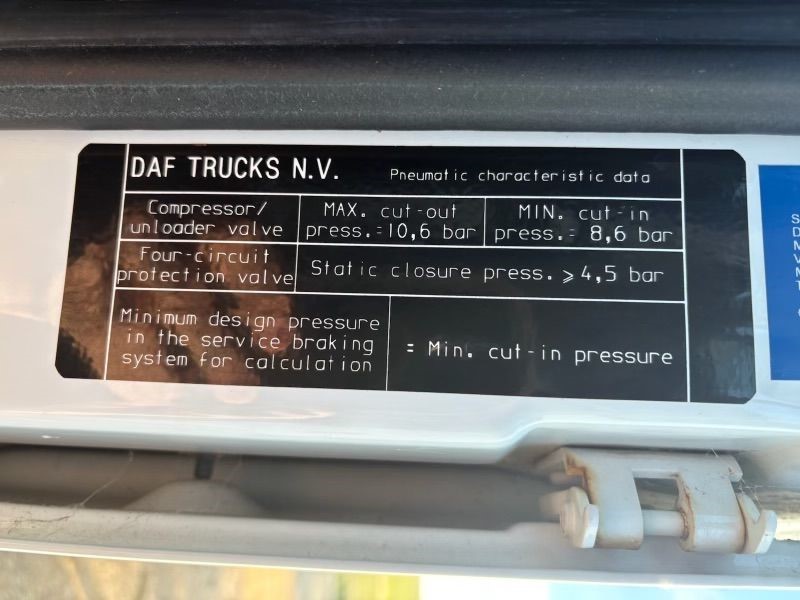 DAF TRUCKS N.V. Pneumatic characteristic data
Compressor/
unloader valve
MAX. cut-out
press.=10,6 bar
MIN. cut-in
press.= 8,6 bar
Four-circuit
protection valve
Static closure press. ⩾ 4,5 bar
Minimum design pressure
in the service braking
system for calculation
= Min. cut-in pressure